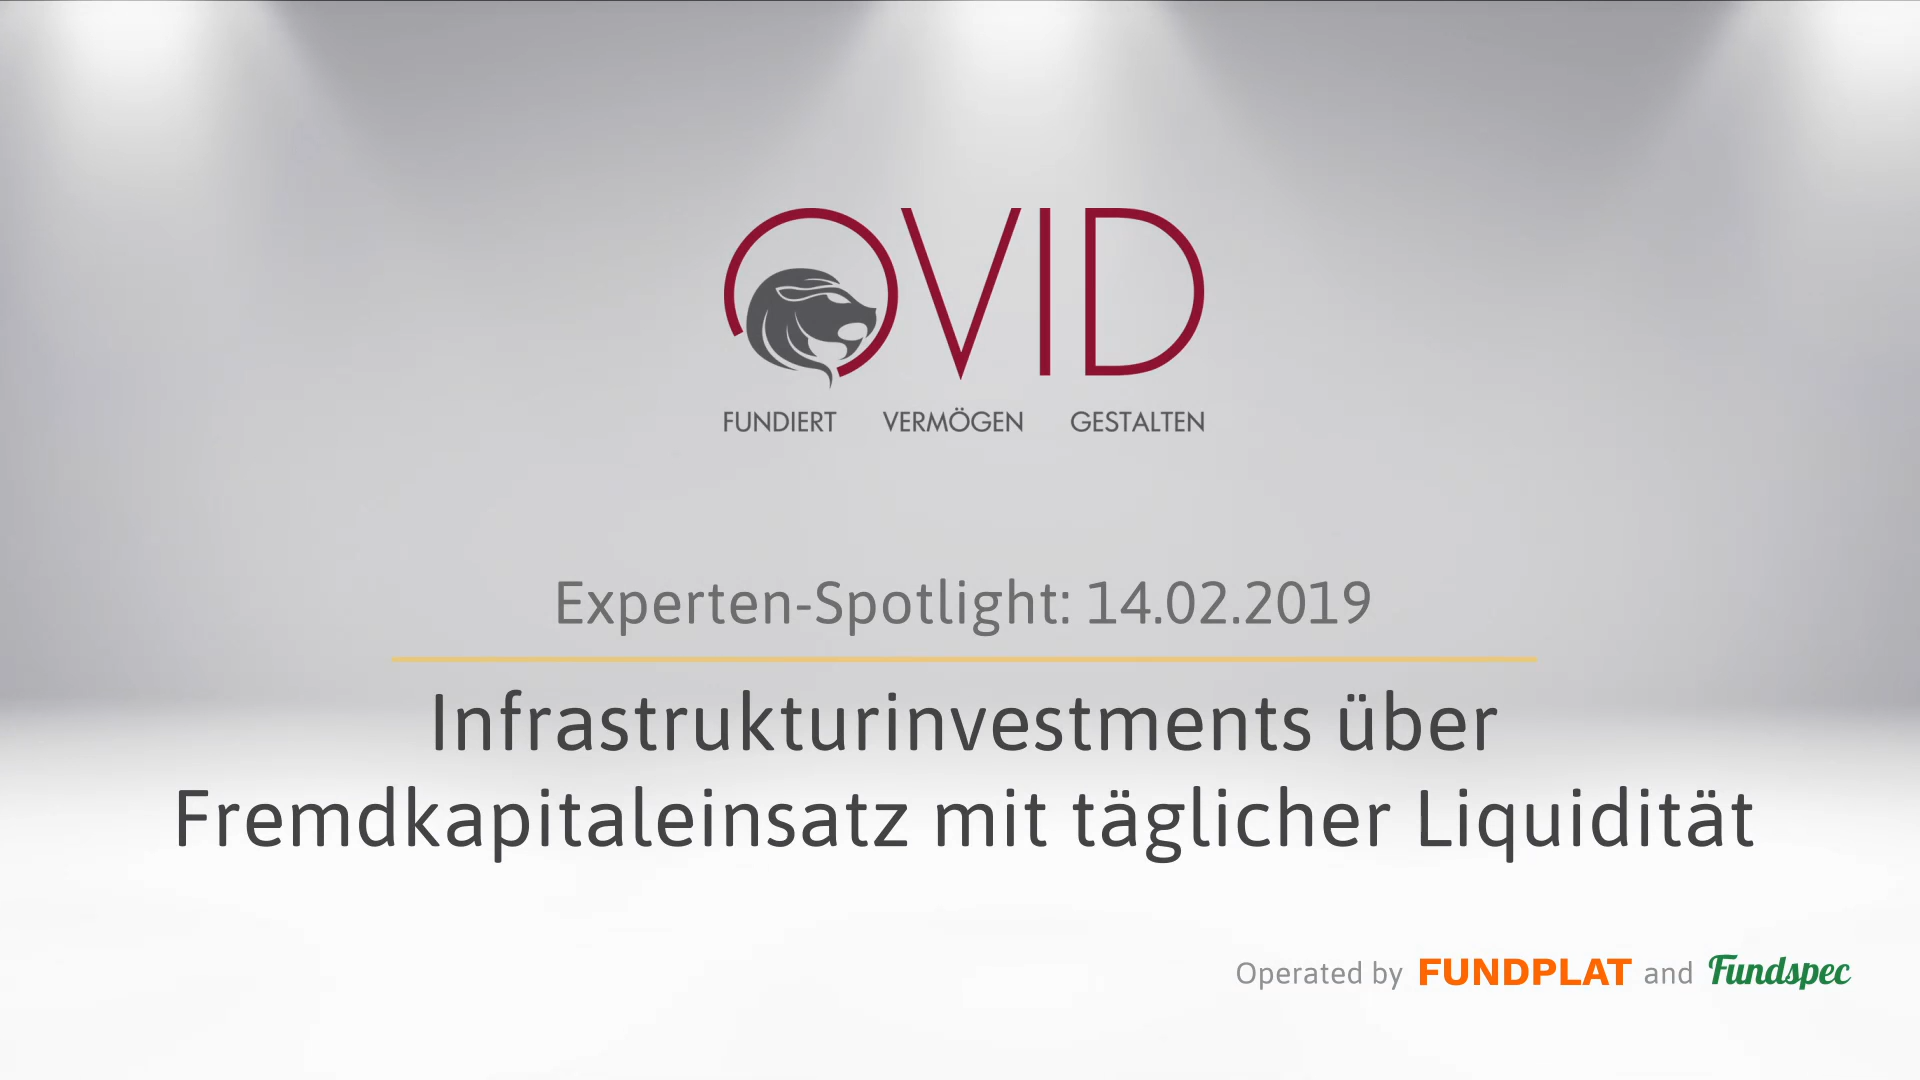 OVID
FUNDIERT VERMÖGEN GESTALTEN
Experten-Spotlight: 14.02.2019
Infrastrukturinvestments über
Fremdkapitaleinsatz mit täglicher Liquidität
Operated by FUNDPLAT and Fundspec